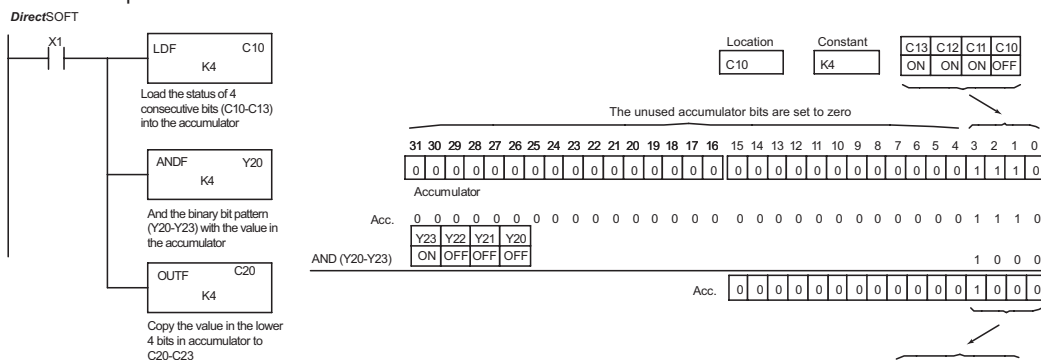 DirectSOFT
X1
LDF C10
K4
Load the status of 4
consecutive bits (C10-C13)
into the accumulator
ANDF Y20
K4
And the binary bit pattern
(Y20-Y23) with the value in
the accumulator
OUTF C20
K4
Copy the value in the lower
4 bits in accumulator to
C20-C23
Location Constant
C10 K4
C13 C12 C11 C10
ON ON ON OFF
The unused accumulator bits are set to zero
31 30 29 28 27 26 25 24 23 22 21 20 19 18 17 16 15 14 13 12 11 10 9 8 7 6 5 4 3 2 1 0
0 0 0 0 0 0 0 0 0 0 0 0 0 0 0 0 0 0 0 0 0 0 0 0 0 0 0 0 1 1 1 0
Accumulator
Acc. 0 0 0 0 0 0 0 0 0 0 0 0 0 0 0 0 0 0 0 0 0 0 0 0 0 0 0 0 1 1 1 0
Y23 Y22 Y21 Y20
AND (Y20-Y23) ON OFF OFF OFF 1 0 0 0
Acc. 0 0 0 0 0 0 0 0 0 0 0 0 1 0 0 0